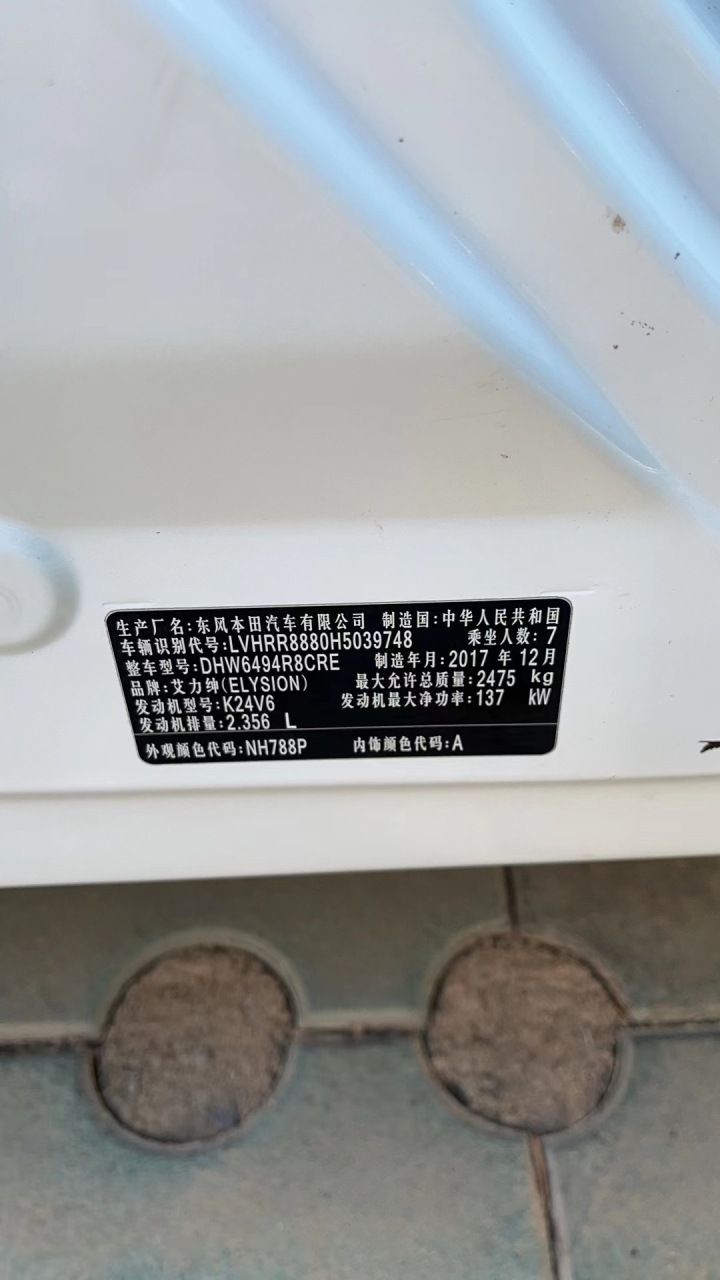 生产厂名:东风本田汽车有限公司 制造国:中华人民共和国
车辆识别代号:LVHRR8880H5039748 乘坐人数:7
整车型号:DHW6494R8CRE 制造年月:2017 年 12 月
品牌:艾力绅(ELYSION) 最大允许总质量:2475 kg
发动机型号:K24V6 发动机最大净功率:137 kW
发动机排量:2.356 L
外观颜色代码:NH788P 内饰颜色代码:A